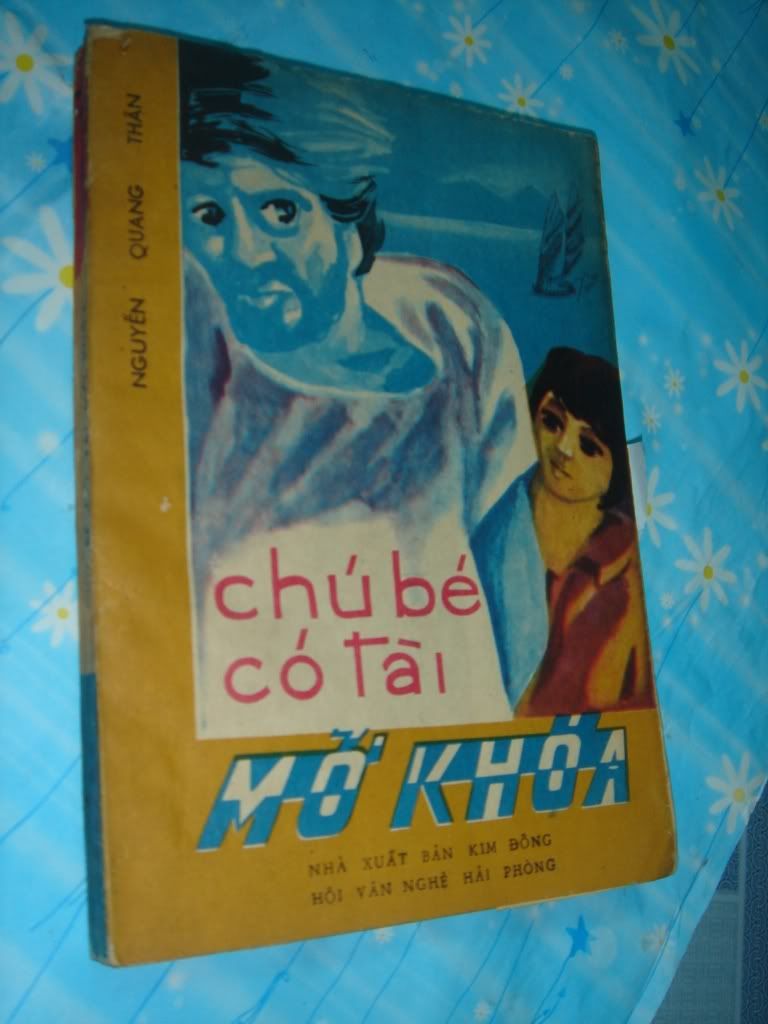 NGUYỄN QUANG THÂN
chú bé
có tài
MỞ KHÓA
NHÀ XUẤT BẢN KIM ĐỒNG
HỘI VĂN NGHỆ HẢI PHÒNG